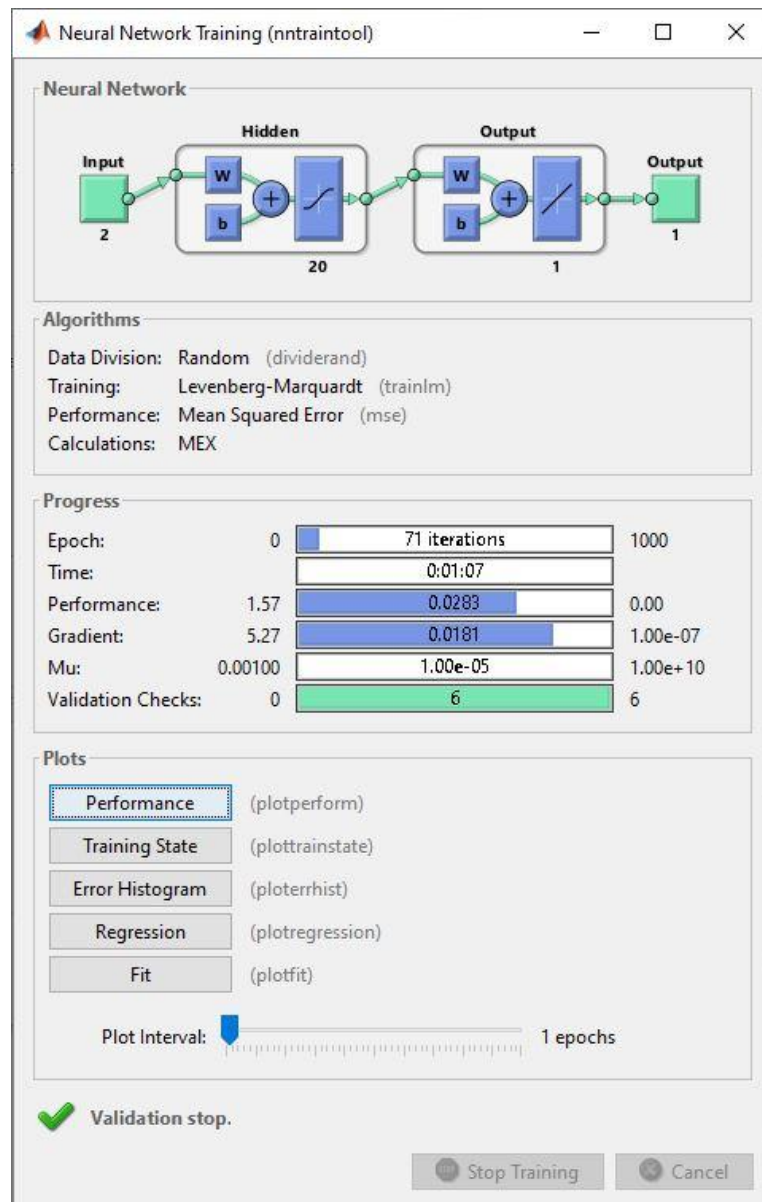 Neural Network Training (nntraintool)
Neural Network
Hidden
Output
Input
W
b
+
W
b
+
Output
2
20
1
1
Algorithms
Data Division: Random (dividerand)
Training: Levenberg-Marquardt (trainlm)
Performance: Mean Squared Error (mse)
Calculations: MEX
Progress
Epoch: 0 71 iterations 1000
Time: 0:01:07
Performance: 1.57 0.0283 0.00
Gradient: 5.27 0.0181 1.00e-07
Mu: 0.00100 1.00e-05 1.00e+10
Validation Checks: 0 6 6
Plots
Performance (plotperform)
Training State (plottrainstate)
Error Histogram (ploterrhist)
Regression (plotregression)
Fit (plotfit)
Plot Interval: 1 epochs
Validation stop.
Stop Training Cancel